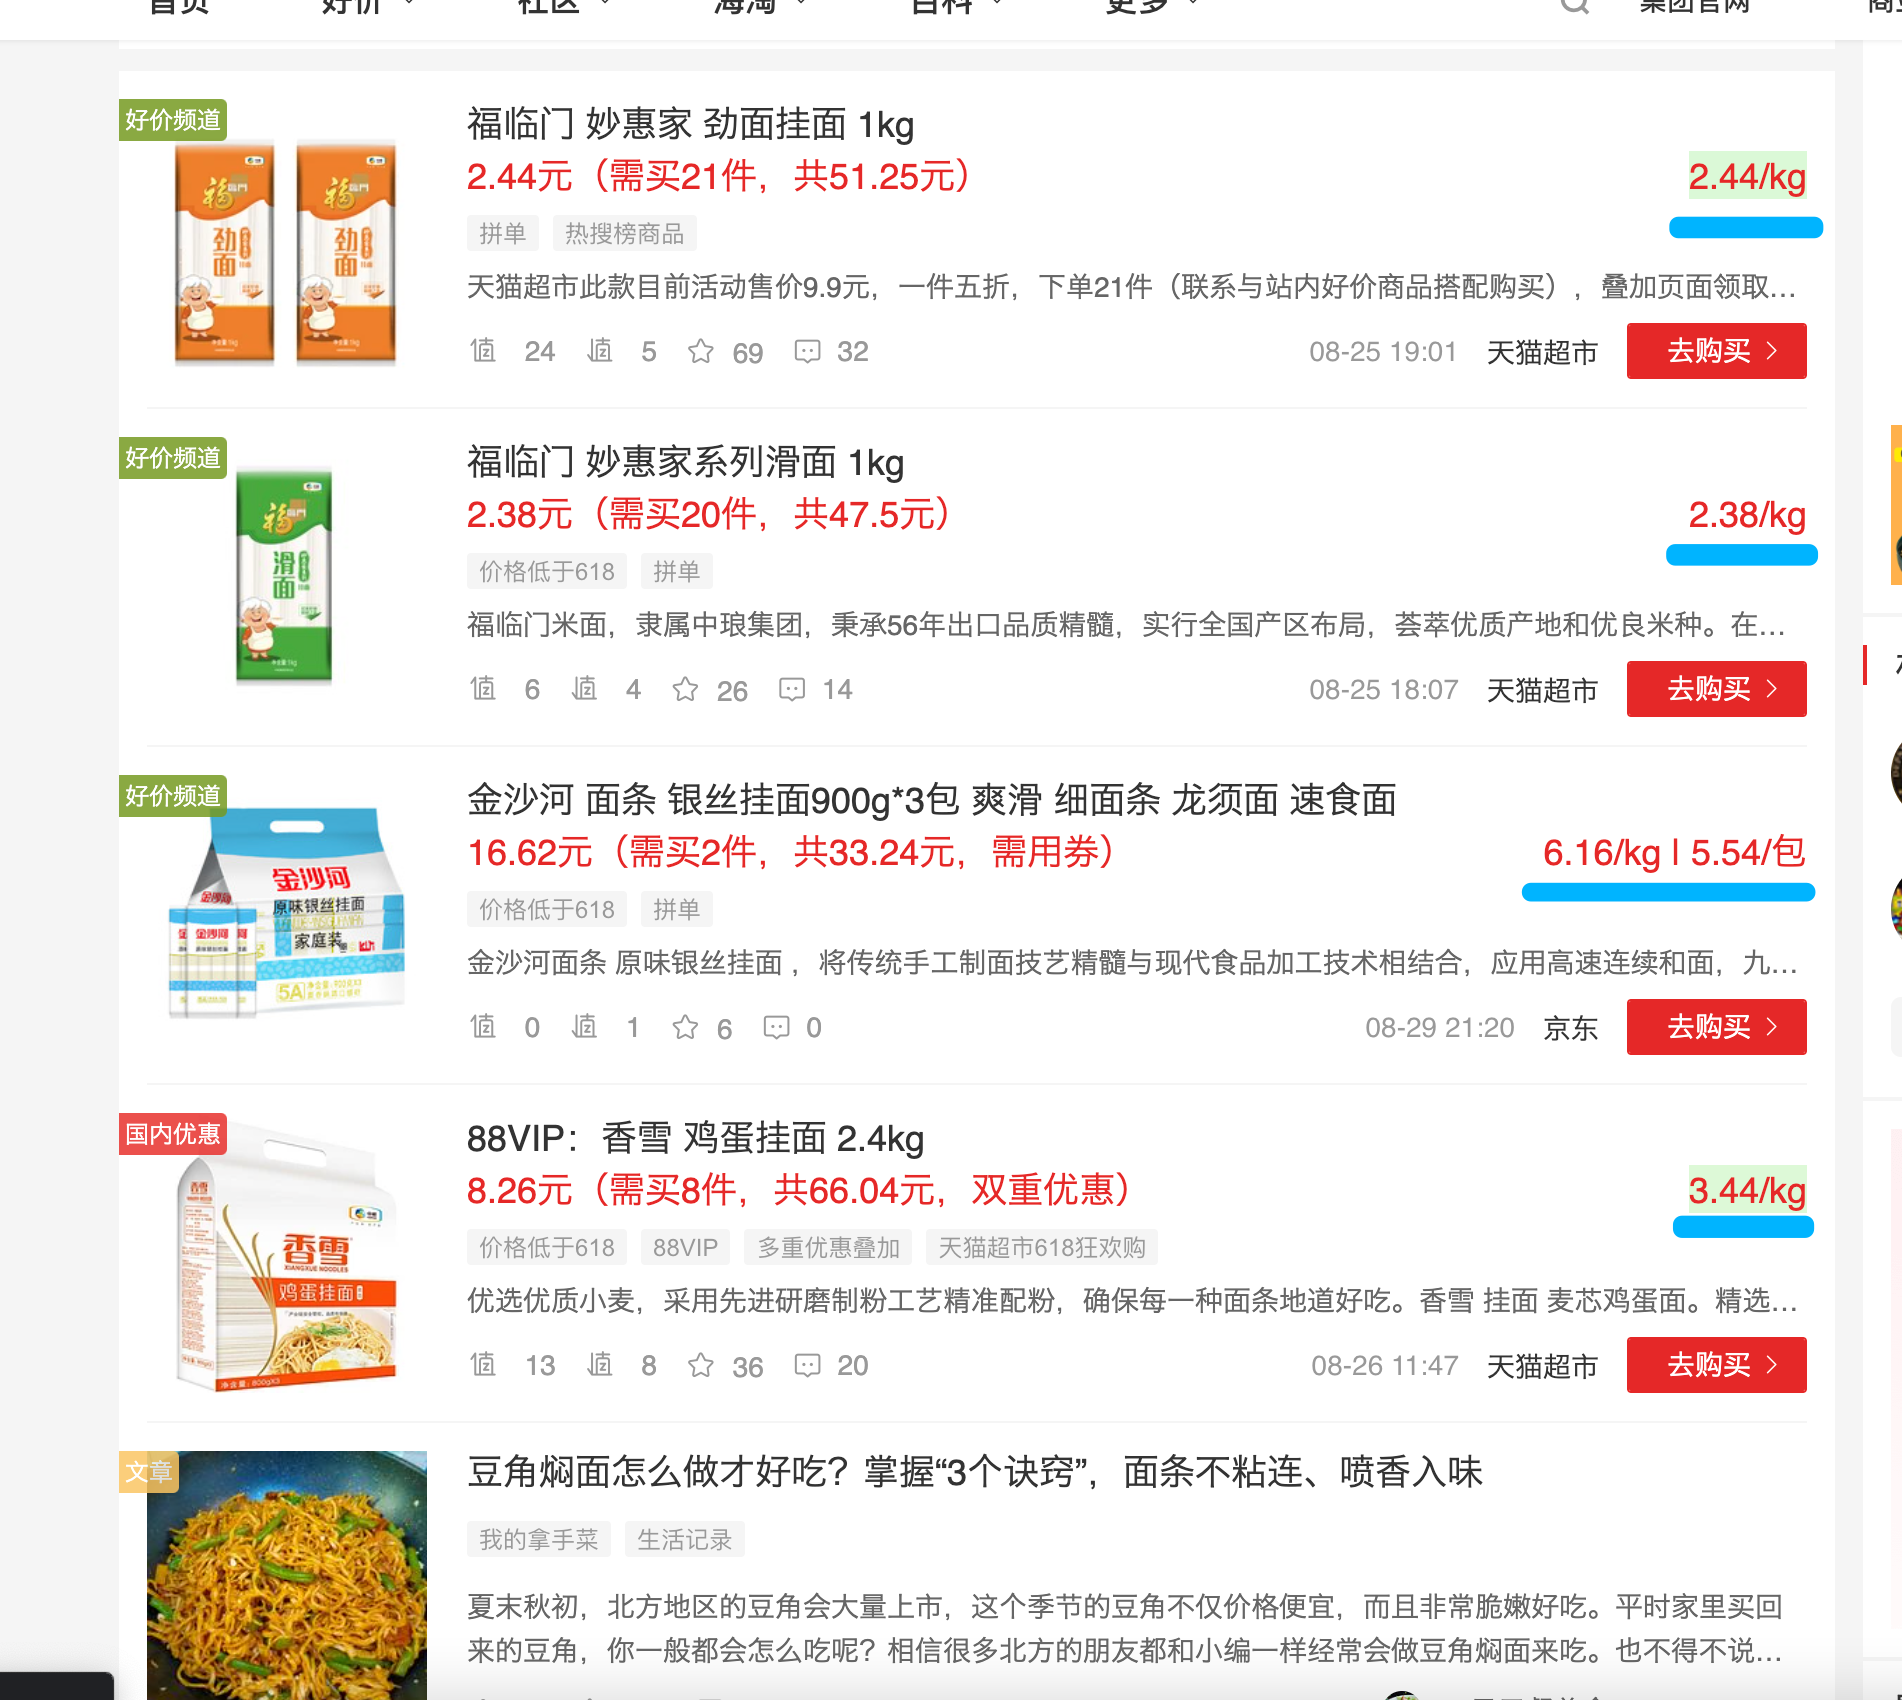 首页 好价 社区 海淘 百科 更多 集团官网
好价频道
福临门 妙惠家 劲面挂面 1kg
2.44元（需买21件，共51.25元）
2.44/kg
拼单 热搜榜商品
天猫超市此款目前活动售价9.9元，一件五折，下单21件（联系与站内好价商品搭配购买），叠加页面领取...
值 24 值 5 69 32
08-25 19:01 天猫超市 去购买
好价频道
福临门 妙惠家系列滑面 1kg
2.38元（需买20件，共47.5元）
2.38/kg
价格低于618 拼单
福临门米面，隶属中琅集团，秉承56年出口品质精髓，实行全国产区布局，荟萃优质产地和优良米种。在...
值 6 值 4 26 14
08-25 18:07 天猫超市 去购买
好价频道
金沙河 面条 银丝挂面900g*3包 爽滑 细面条 龙须面 速食面
16.62元（需买2件，共33.24元，需用券）
6.16/kg | 5.54/包
价格低于618 拼单
金沙河面条 原味银丝挂面 ，将传统手工制面技艺精髓与现代食品加工技术相结合，应用高速连续和面，九...
值 0 值 1 6 0
08-29 21:20 京东 去购买
金沙河
原味银丝挂面
家庭装
5A
国内优惠
88VIP：香雪 鸡蛋挂面 2.4kg
8.26元（需买8件，共66.04元，双重优惠）
3.44/kg
价格低于618 88VIP 多重优惠叠加 天猫超市618狂欢购
优选优质小麦，采用先进研磨制粉工艺精准配粉，确保每一种面条地道好吃。香雪 挂面 麦芯鸡蛋面。精选...
值 13 值 8 36 20
08-26 11:47 天猫超市 去购买
香雪
XIANGXUE NOODLES
鸡蛋挂面
文章
豆角焖面怎么做才好吃？掌握“3个诀窍”，面条不粘连、喷香入味
我的拿手菜 生活记录
夏末秋初，北方地区的豆角会大量上市，这个季节的豆角不仅价格便宜，而且非常脆嫩好吃。平时家里买回
来的豆角，你一般都会怎么吃呢？相信很多北方的朋友都和小编一样经常会做豆角焖面来吃。也不得不说...